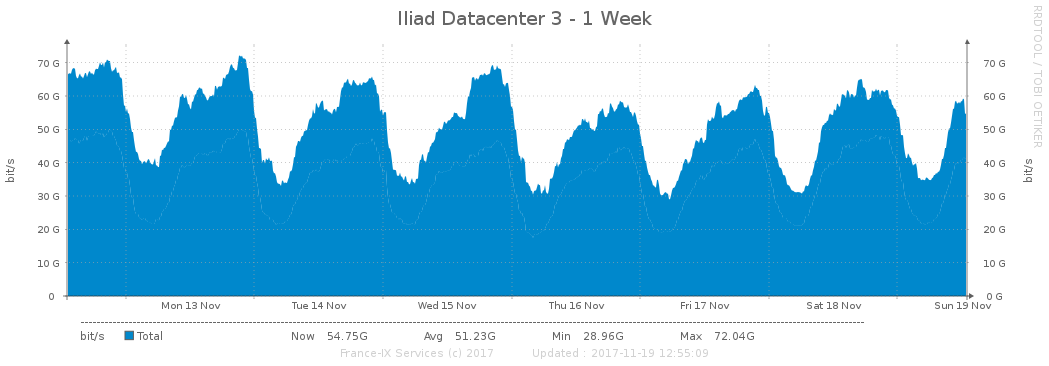 Iliad Datacenter 3 - 1 Week
RRDTOOL / TOBI OETIKER
bit/s
70 G
60 G
50 G
40 G
30 G
20 G
10 G
0
70 G
60 G
50 G
40 G
30 G
20 G
10 G
0 G
bit/s
Mon 13 Nov Tue 14 Nov Wed 15 Nov Thu 16 Nov Fri 17 Nov Sat 18 Nov Sun 19 Nov
bit/s Total Now 54.75G Avg 51.23G Min 28.96G Max 72.04G
France-IX Services (c) 2017 Updated : 2017-11-19 12:55:09